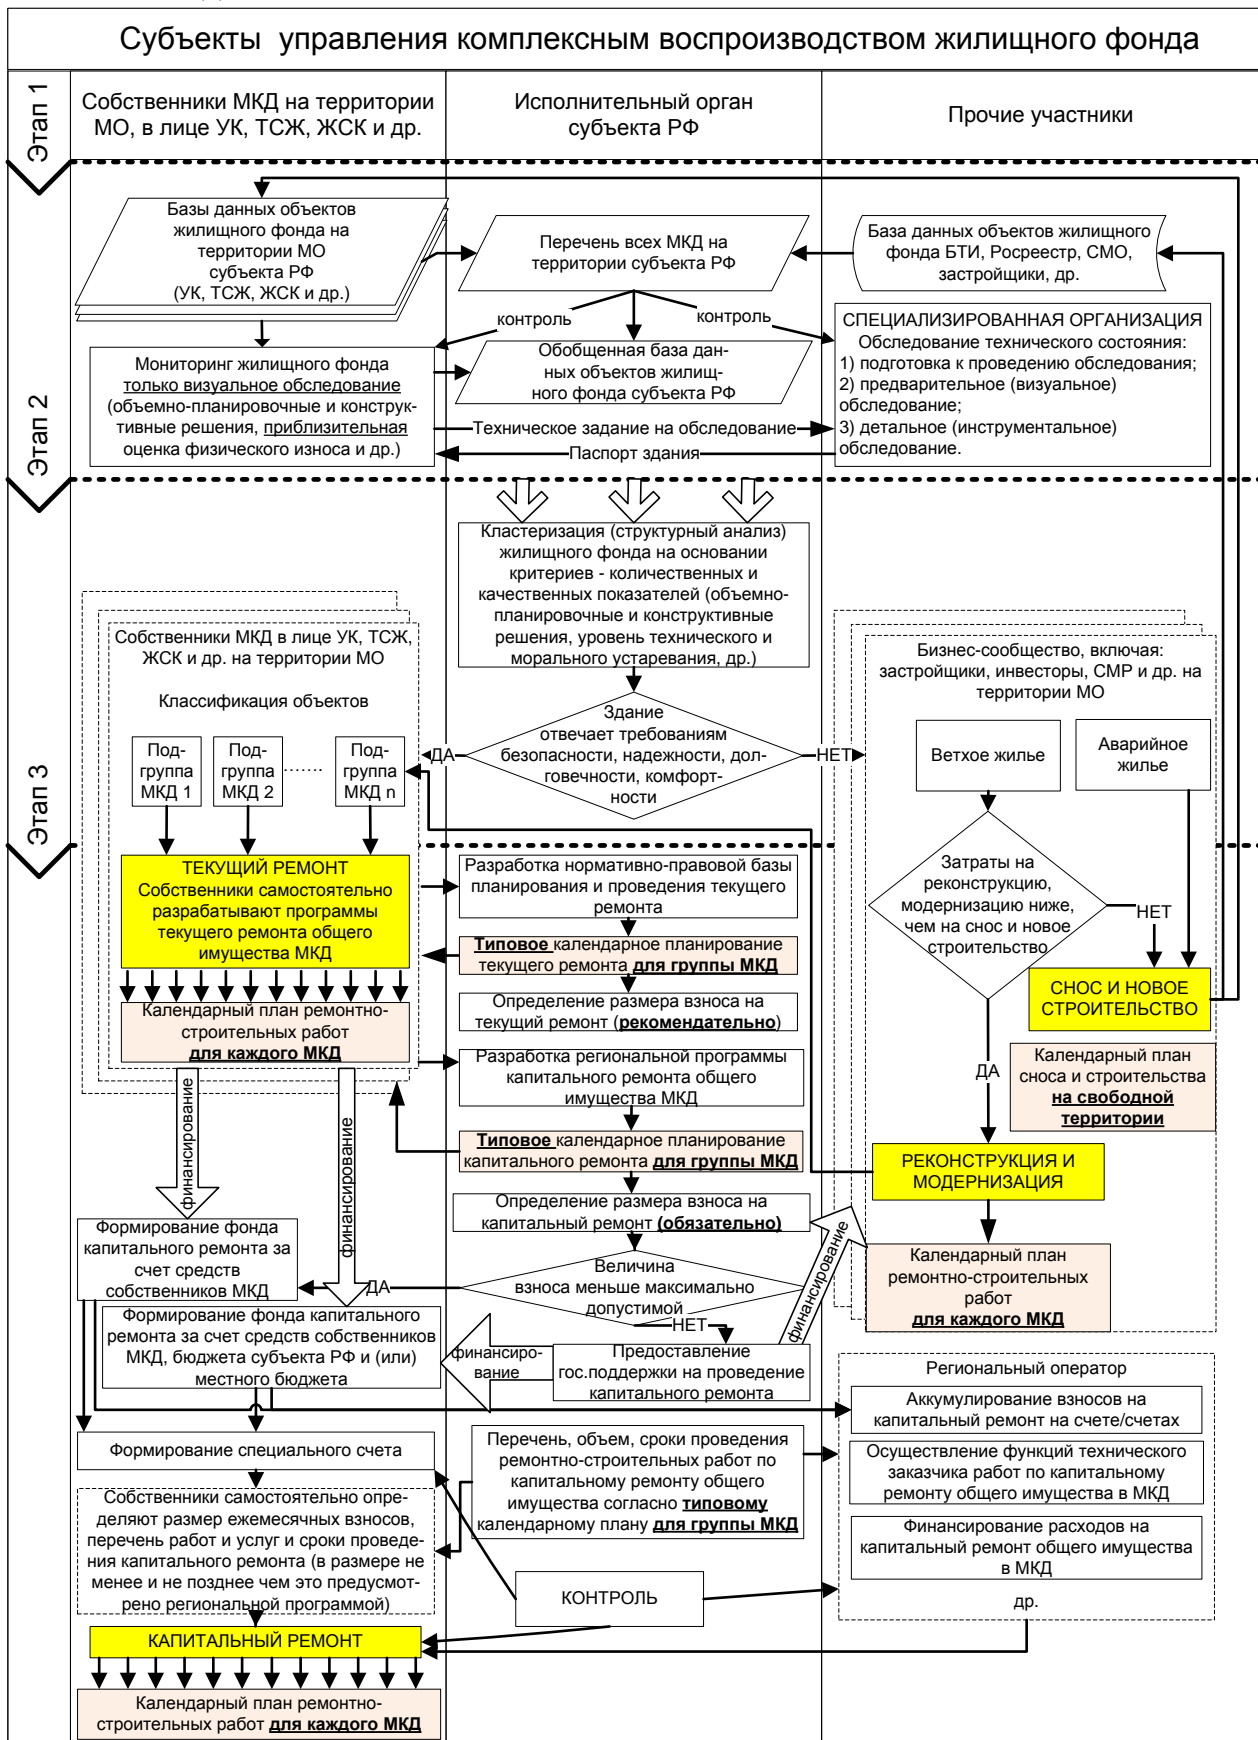 Субъекты управления комплексным воспроизводством жилищного фонда
Этап 1
Собственники МКД на территории
МО, в лице УК, ТСЖ, ЖСК и др.
Исполнительный орган
субъекта РФ
Прочие участники
Этап 2
Базы данных объектов
жилищного фонда на
территории МО
субъекта РФ
(УК, ТСЖ, ЖСК и др.)
Перечень всех МКД на
территории субъекта РФ
База данных объектов жилищного
фонда БТИ, Росреестр, СМО,
застройщики, др.
контроль
контроль
Мониторинг жилищного фонда
только визуальное обследование
(объемно-планировочные и конструк-
тивные решения, приблизительная
оценка физического износа и др.)
Обобщенная база дан-
ных объектов жилищ-
ного фонда субъекта РФ
СПЕЦИАЛИЗИРОВАННАЯ ОРГАНИЗАЦИЯ
Обследование технического состояния:
1) подготовка к проведению обследования;
2) предварительное (визуальное)
обследование;
3) детальное (инструментальное)
обследование.
Техническое задание на обследование
Паспорт здания
Этап 3
Кластеризация (структурный анализ)
жилищного фонда на основании
критериев - количественных и
качественных показателей (объемно-
планировочные и конструктивные
решения, уровень технического и
морального устаревания, др.)
Собственники МКД в лице УК, ТСЖ,
ЖСК и др. на территории МО
Классификация объектов
Под-
группа
МКД 1
Под-
группа
МКД 2
........
Под-
группа
МКД n
Здание
отвечает требованиям
безопасности, надежности, дол-
говечности, комфорт-
ности
ДА
НЕТ
Бизнес-сообщество, включая:
застройщики, инвесторы, СМР и др. на
территории МО
Ветхое жилье
Аварийное
жилье
ТЕКУЩИЙ РЕМОНТ
Собственники самостоятельно
разрабатывают программы
текущего ремонта общего
имущества МКД
Календарный план ремонтно-
строительных работ
для каждого МКД
Разработка нормативно-правовой базы
планирования и проведения текущего
ремонта
Типовое календарное планирование
текущего ремонта для группы МКД
Определение размера взноса на
текущий ремонт (рекомендательно)
Разработка региональной программы
капитального ремонта общего
имущества МКД
Типовое календарное планирование
капитального ремонта для группы МКД
Определение размера взноса на
капитальный ремонт (обязательно)
Величина
взноса меньше максимально
допустимой
ДА
НЕТ
Затраты на
реконструкцию,
модернизацию ниже,
чем на снос и новое
строительство
НЕТ
ДА
СНОС И НОВОЕ
СТРОИТЕЛЬСТВО
Календарный план
сноса и строительства
на свободной
территории
РЕКОНСТРУКЦИЯ И
МОДЕРНИЗАЦИЯ
Календарный план
ремонтно-строительных
работ
для каждого МКД
финансирование
финансирование
финансирование
Формирование фонда
капитального ремонта за
счет средств
собственников МКД
Формирование фонда капитального
ремонта за счет средств собственников
МКД, бюджета субъекта РФ и (или)
местного бюджета
финансиро-
вание
Предоставление
гос.поддержки на проведение
капитального ремонта
Региональный оператор
Аккумулирование взносов на
капитальный ремонт на счете/счетах
Осуществление функций технического
заказчика работ по капитальному
ремонту общего имущества в МКД
Финансирование расходов на
капитальный ремонт общего имущества
в МКД
др.
Формирование специального счета
Перечень, объем, сроки проведения
ремонтно-строительных работ по
капитальному ремонту общего
имущества согласно типовому
календарному плану для группы МКД
Собственники самостоятельно опре-
деляют размер ежемесячных взносов,
перечень работ и услуг и сроки проведе-
ния капитального ремонта (в размере не
менее и не позднее чем это предусмот-
рено региональной программой)
КОНТРОЛЬ
КАПИТАЛЬНЫЙ РЕМОНТ
Календарный план ремонтно-
строительных работ для каждого МКД